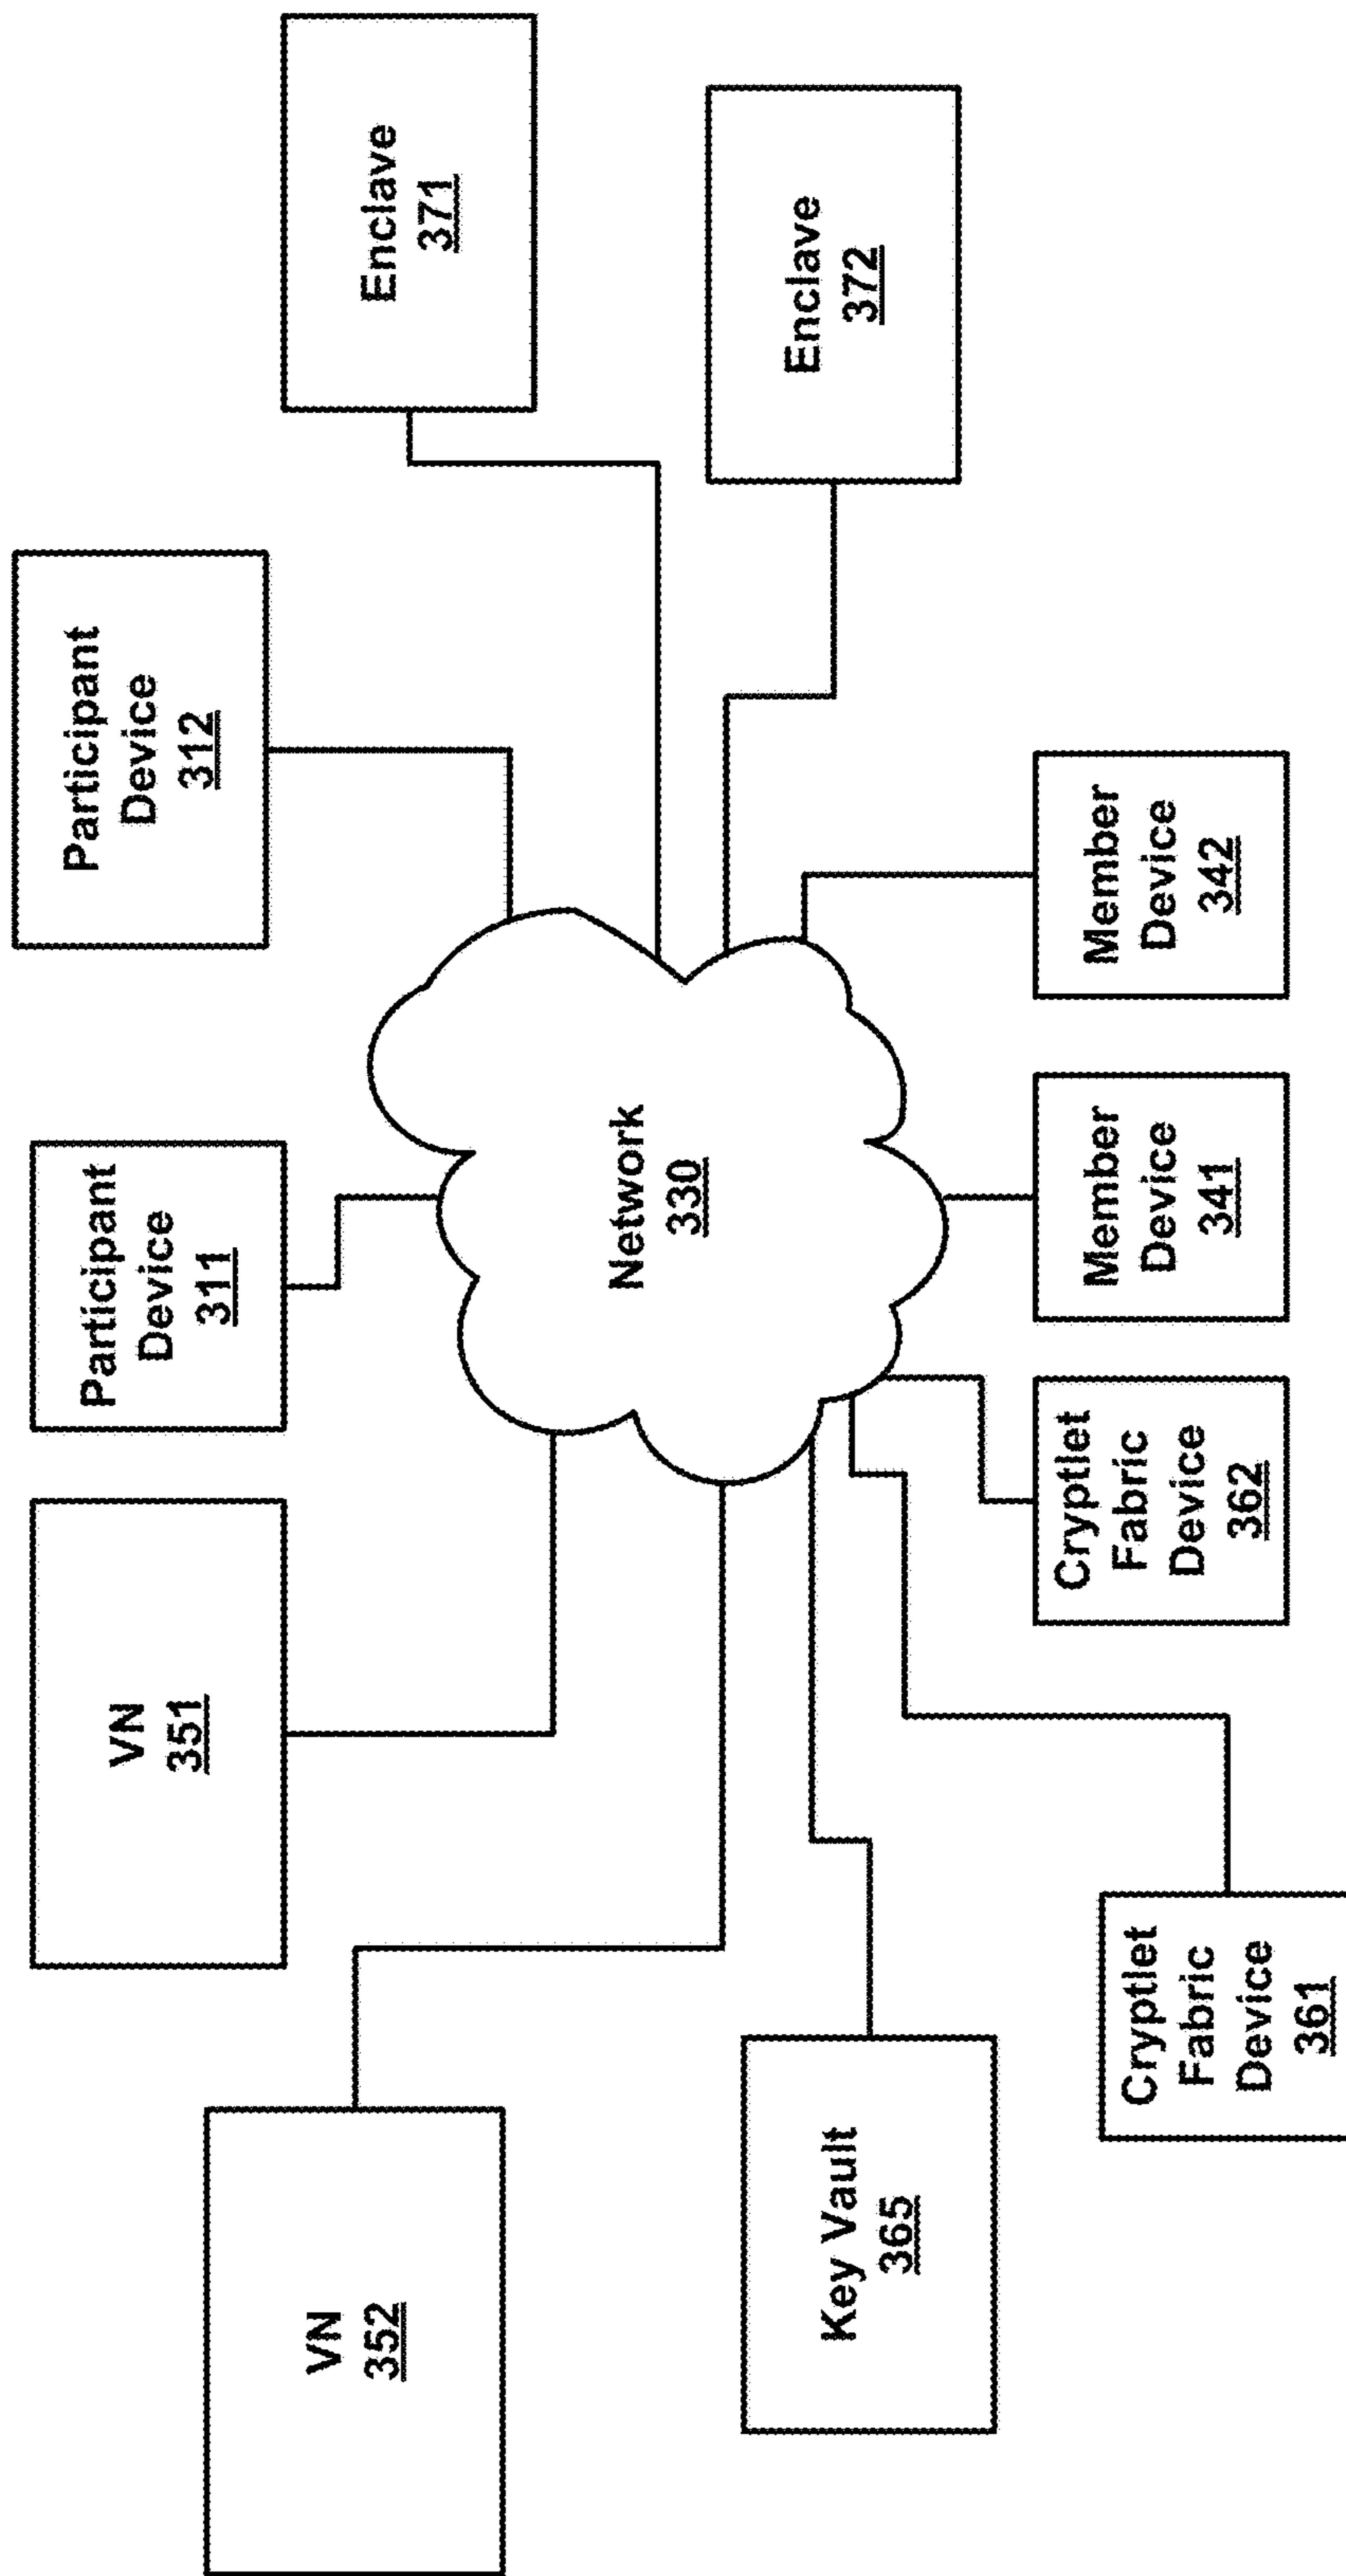 VN
352
VN
351
Participant
Device
311
Participant
Device
312
Enclave
371
Network
330
Key Vault
365
Enclave
372
Cryptlet
Fabric
Device
361
Cryptlet
Fabric
Device
362
Member
Device
341
Member
Device
342